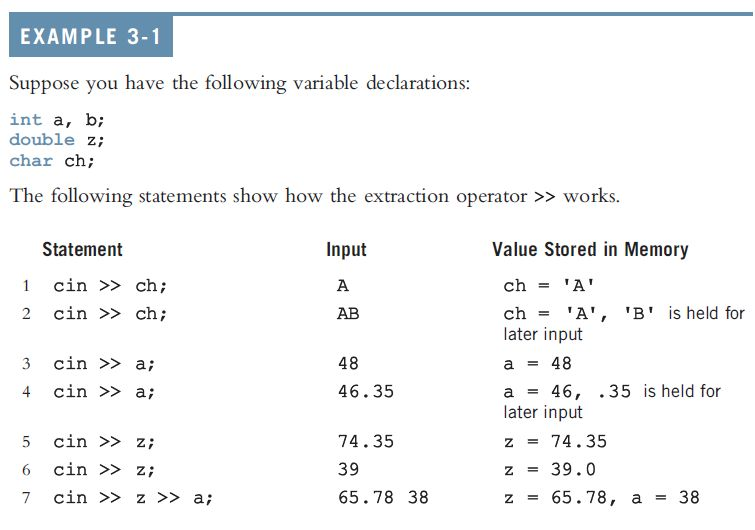 EXAMPLE 3-1
Suppose you have the following variable declarations:
int a, b;
double z;
char ch;
The following statements show how the extraction operator >> works.
Statement Input Value Stored in Memory
1 cin >> ch; A ch = 'A'
2 cin >> ch; AB ch = 'A', 'B' is held for
later input
3 cin >> a; 48 a = 48
4 cin >> a; 46.35 a = 46, .35 is held for
later input
5 cin >> z; 74.35 z = 74.35
6 cin >> z; 39 z = 39.0
7 cin >> z >> a; 65.78 38 z = 65.78, a = 38